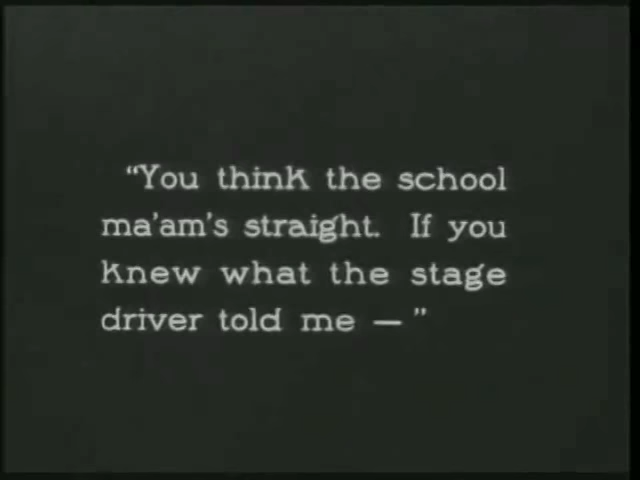 “You think the school
ma’am’s straight. If you
knew what the stage
driver told me — ”